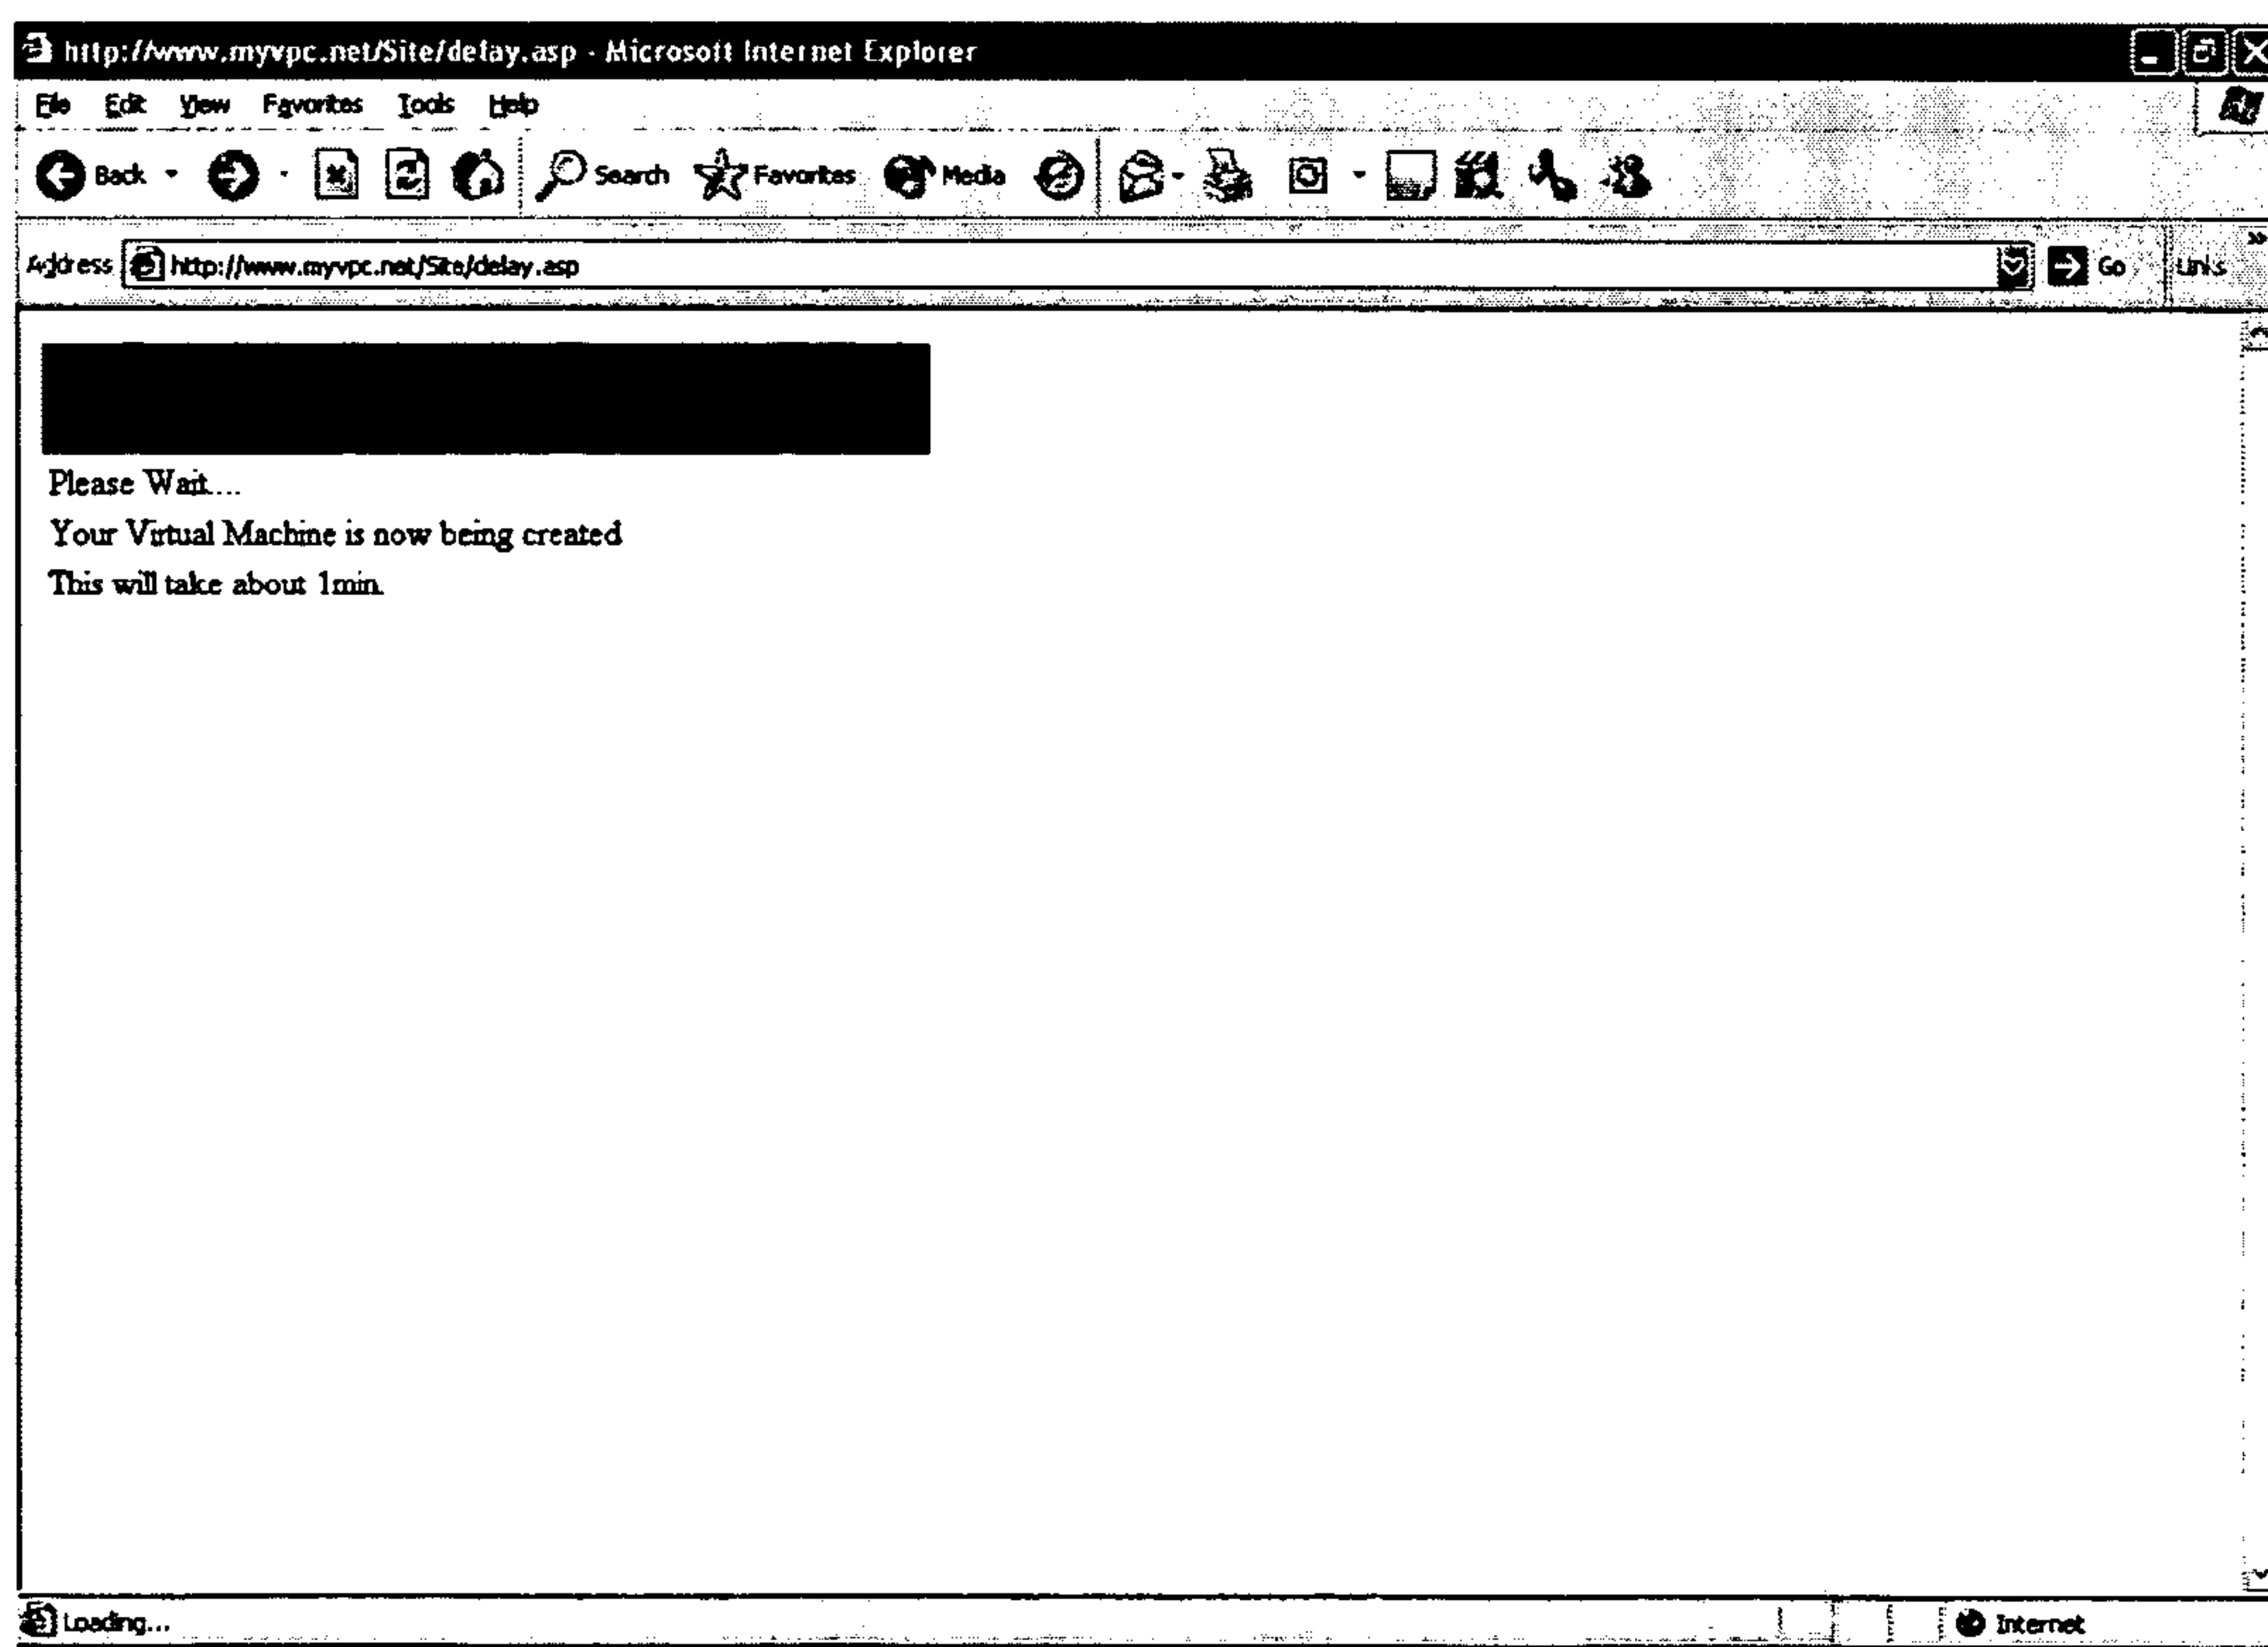 http://www.myvpc.net/Site/delay.asp - Microsoft Internet Explorer
File Edit View Favorites Tools Help
Back Search Favorites Media
Address http://www.myvpc.net/Site/delay.asp Go Links »
Please Wait....
Your Virtual Machine is now being created
This will take about 1min.
Loading... Internet